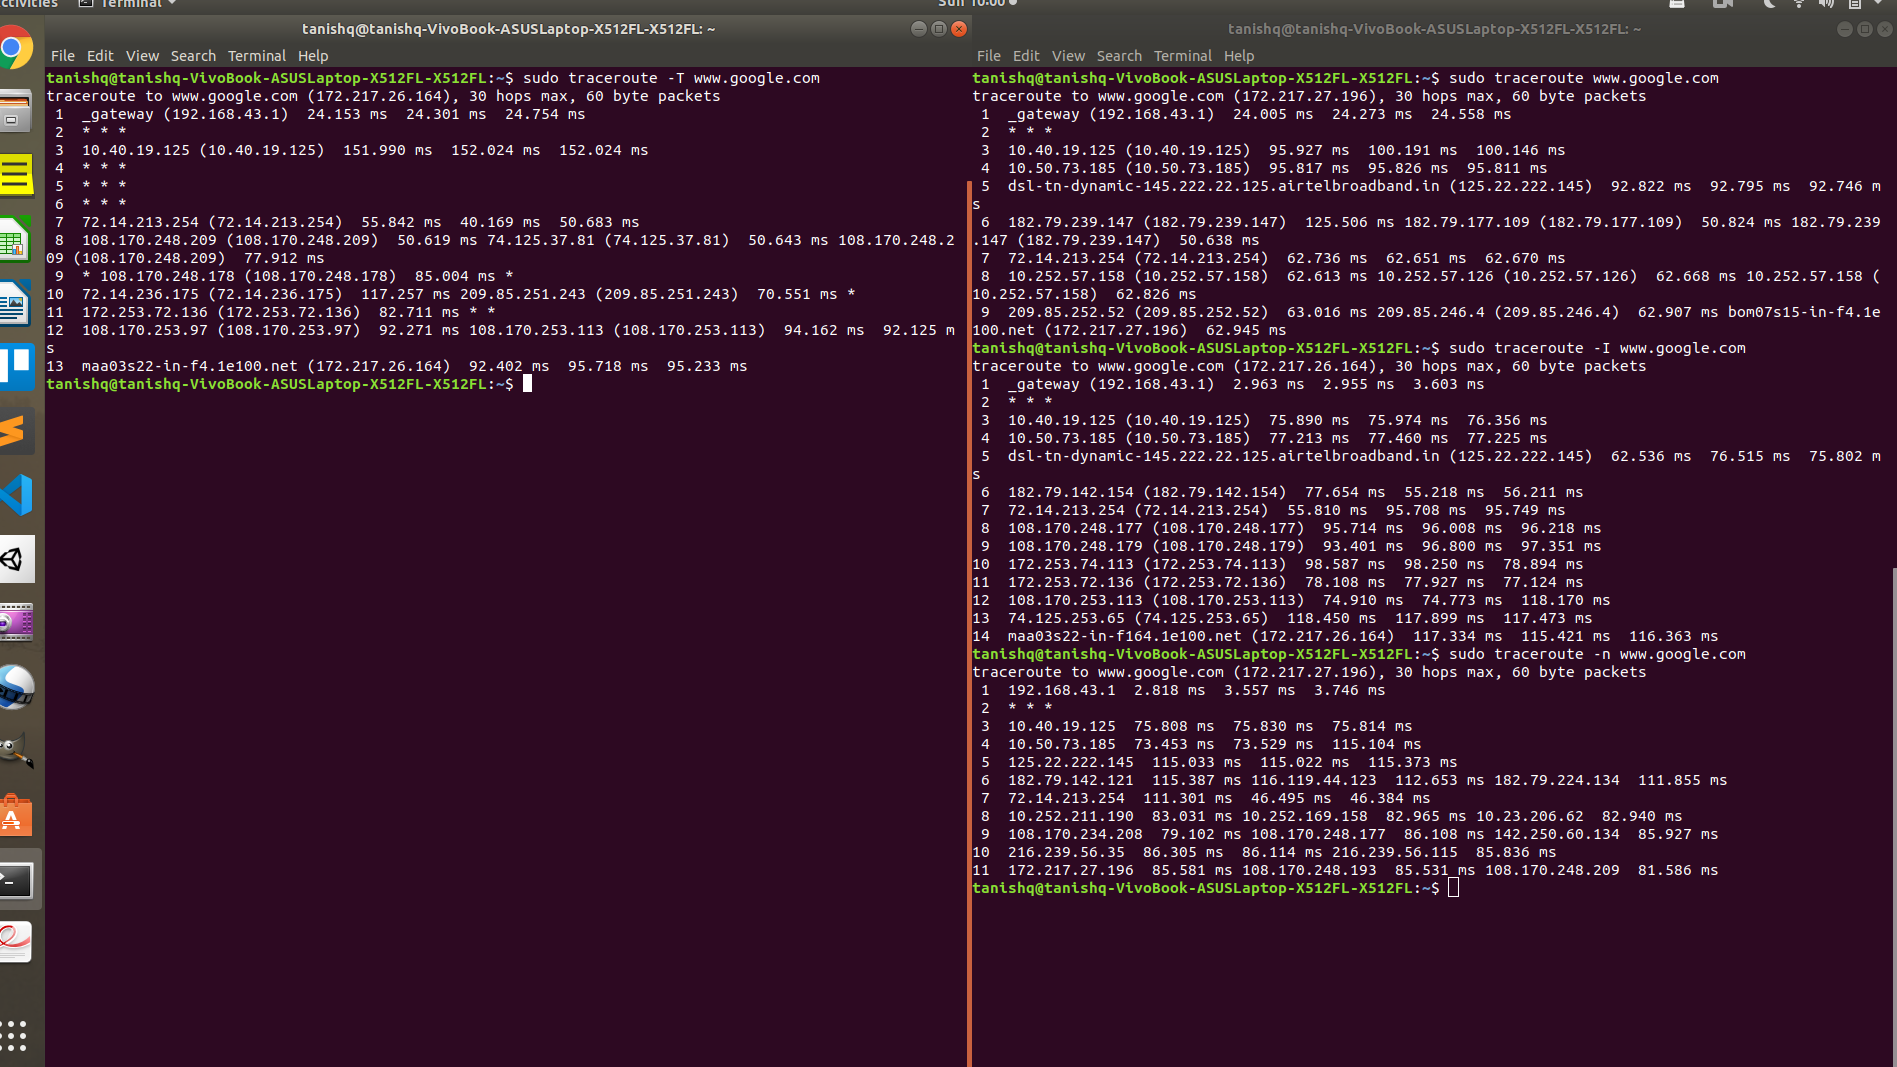 ctivities
Terminal
Sun 10:00
tanishq@tanishq-VivoBook-ASUSLaptop-X512FL-X512FL: ~
File Edit View Search Terminal Help
tanishq@tanishq-VivoBook-ASUSLaptop-X512FL-X512FL:~$ sudo traceroute -T www.google.com
traceroute to www.google.com (172.217.26.164), 30 hops max, 60 byte packets
 1  _gateway (192.168.43.1)  24.153 ms  24.301 ms  24.754 ms
 2  * * *
 3  10.40.19.125 (10.40.19.125)  151.990 ms  152.024 ms  152.024 ms
 4  * * *
 5  * * *
 6  * * *
 7  72.14.213.254 (72.14.213.254)  55.842 ms  40.169 ms  50.683 ms
 8  108.170.248.209 (108.170.248.209)  50.619 ms 74.125.37.81 (74.125.37.81)  50.643 ms 108.170.248.2
09 (108.170.248.209)  77.912 ms
 9  * 108.170.248.178 (108.170.248.178)  85.004 ms *
10  72.14.236.175 (72.14.236.175)  117.257 ms 209.85.251.243 (209.85.251.243)  70.551 ms *
11  172.253.72.136 (172.253.72.136)  82.711 ms * *
12  108.170.253.97 (108.170.253.97)  92.271 ms 108.170.253.113 (108.170.253.113)  94.162 ms  92.125 m
s
13  maa03s22-in-f4.1e100.net (172.217.26.164)  92.402 ms  95.718 ms  95.233 ms
tanishq@tanishq-VivoBook-ASUSLaptop-X512FL-X512FL:~$
tanishq@tanishq-VivoBook-ASUSLaptop-X512FL-X512FL: ~
File Edit View Search Terminal Help
tanishq@tanishq-VivoBook-ASUSLaptop-X512FL-X512FL:~$ sudo traceroute www.google.com
traceroute to www.google.com (172.217.27.196), 30 hops max, 60 byte packets
 1  _gateway (192.168.43.1)  24.005 ms  24.273 ms  24.558 ms
 2  * * *
 3  10.40.19.125 (10.40.19.125)  95.927 ms  100.191 ms  100.146 ms
 4  10.50.73.185 (10.50.73.185)  95.817 ms  95.826 ms  95.811 ms
 5  dsl-tn-dynamic-145.222.22.125.airtelbroadband.in (125.22.222.145)  92.822 ms  92.795 ms  92.746 m
s
 6  182.79.239.147 (182.79.239.147)  125.506 ms 182.79.177.109 (182.79.177.109)  50.824 ms 182.79.239
.147 (182.79.239.147)  50.638 ms
 7  72.14.213.254 (72.14.213.254)  62.736 ms  62.651 ms  62.670 ms
 8  10.252.57.158 (10.252.57.158)  62.613 ms 10.252.57.126 (10.252.57.126)  62.668 ms 10.252.57.158 (
10.252.57.158)  62.826 ms
 9  209.85.252.52 (209.85.252.52)  63.016 ms 209.85.246.4 (209.85.246.4)  62.907 ms bom07s15-in-f4.1e
100.net (172.217.27.196)  62.945 ms
tanishq@tanishq-VivoBook-ASUSLaptop-X512FL-X512FL:~$ sudo traceroute -I www.google.com
traceroute to www.google.com (172.217.26.164), 30 hops max, 60 byte packets
 1  _gateway (192.168.43.1)  2.963 ms  2.955 ms  3.603 ms
 2  * * *
 3  10.40.19.125 (10.40.19.125)  75.890 ms  75.974 ms  76.356 ms
 4  10.50.73.185 (10.50.73.185)  77.213 ms  77.460 ms  77.225 ms
 5  dsl-tn-dynamic-145.222.22.125.airtelbroadband.in (125.22.222.145)  62.536 ms  76.515 ms  75.802 m
s
 6  182.79.142.154 (182.79.142.154)  77.654 ms  55.218 ms  56.211 ms
 7  72.14.213.254 (72.14.213.254)  55.810 ms  95.708 ms  95.749 ms
 8  108.170.248.177 (108.170.248.177)  95.714 ms  96.008 ms  96.218 ms
 9  108.170.248.179 (108.170.248.179)  93.401 ms  96.800 ms  97.351 ms
10  172.253.74.113 (172.253.74.113)  98.587 ms  98.250 ms  78.894 ms
11  172.253.72.136 (172.253.72.136)  78.108 ms  77.927 ms  77.124 ms
12  108.170.253.113 (108.170.253.113)  74.910 ms  74.773 ms  118.170 ms
13  74.125.253.65 (74.125.253.65)  118.450 ms  117.899 ms  117.473 ms
14  maa03s22-in-f164.1e100.net (172.217.26.164)  117.334 ms  115.421 ms  116.363 ms
tanishq@tanishq-VivoBook-ASUSLaptop-X512FL-X512FL:~$ sudo traceroute -n www.google.com
traceroute to www.google.com (172.217.27.196), 30 hops max, 60 byte packets
 1  192.168.43.1  2.818 ms  3.557 ms  3.746 ms
 2  * * *
 3  10.40.19.125  75.808 ms  75.830 ms  75.814 ms
 4  10.50.73.185  73.453 ms  73.529 ms  115.104 ms
 5  125.22.222.145  115.033 ms  115.022 ms  115.373 ms
 6  182.79.142.121  115.387 ms 116.119.44.123  112.653 ms 182.79.224.134  111.855 ms
 7  72.14.213.254  111.301 ms  46.495 ms  46.384 ms
 8  10.252.211.190  83.031 ms 10.252.169.158  82.965 ms 10.23.206.62  82.940 ms
 9  108.170.234.208  79.102 ms 108.170.248.177  86.108 ms 142.250.60.134  85.927 ms
10  216.239.56.35  86.305 ms  86.114 ms 216.239.56.115  85.836 ms
11  172.217.27.196  85.581 ms 108.170.248.193  85.531 ms 108.170.248.209  81.586 ms
tanishq@tanishq-VivoBook-ASUSLaptop-X512FL-X512FL:~$